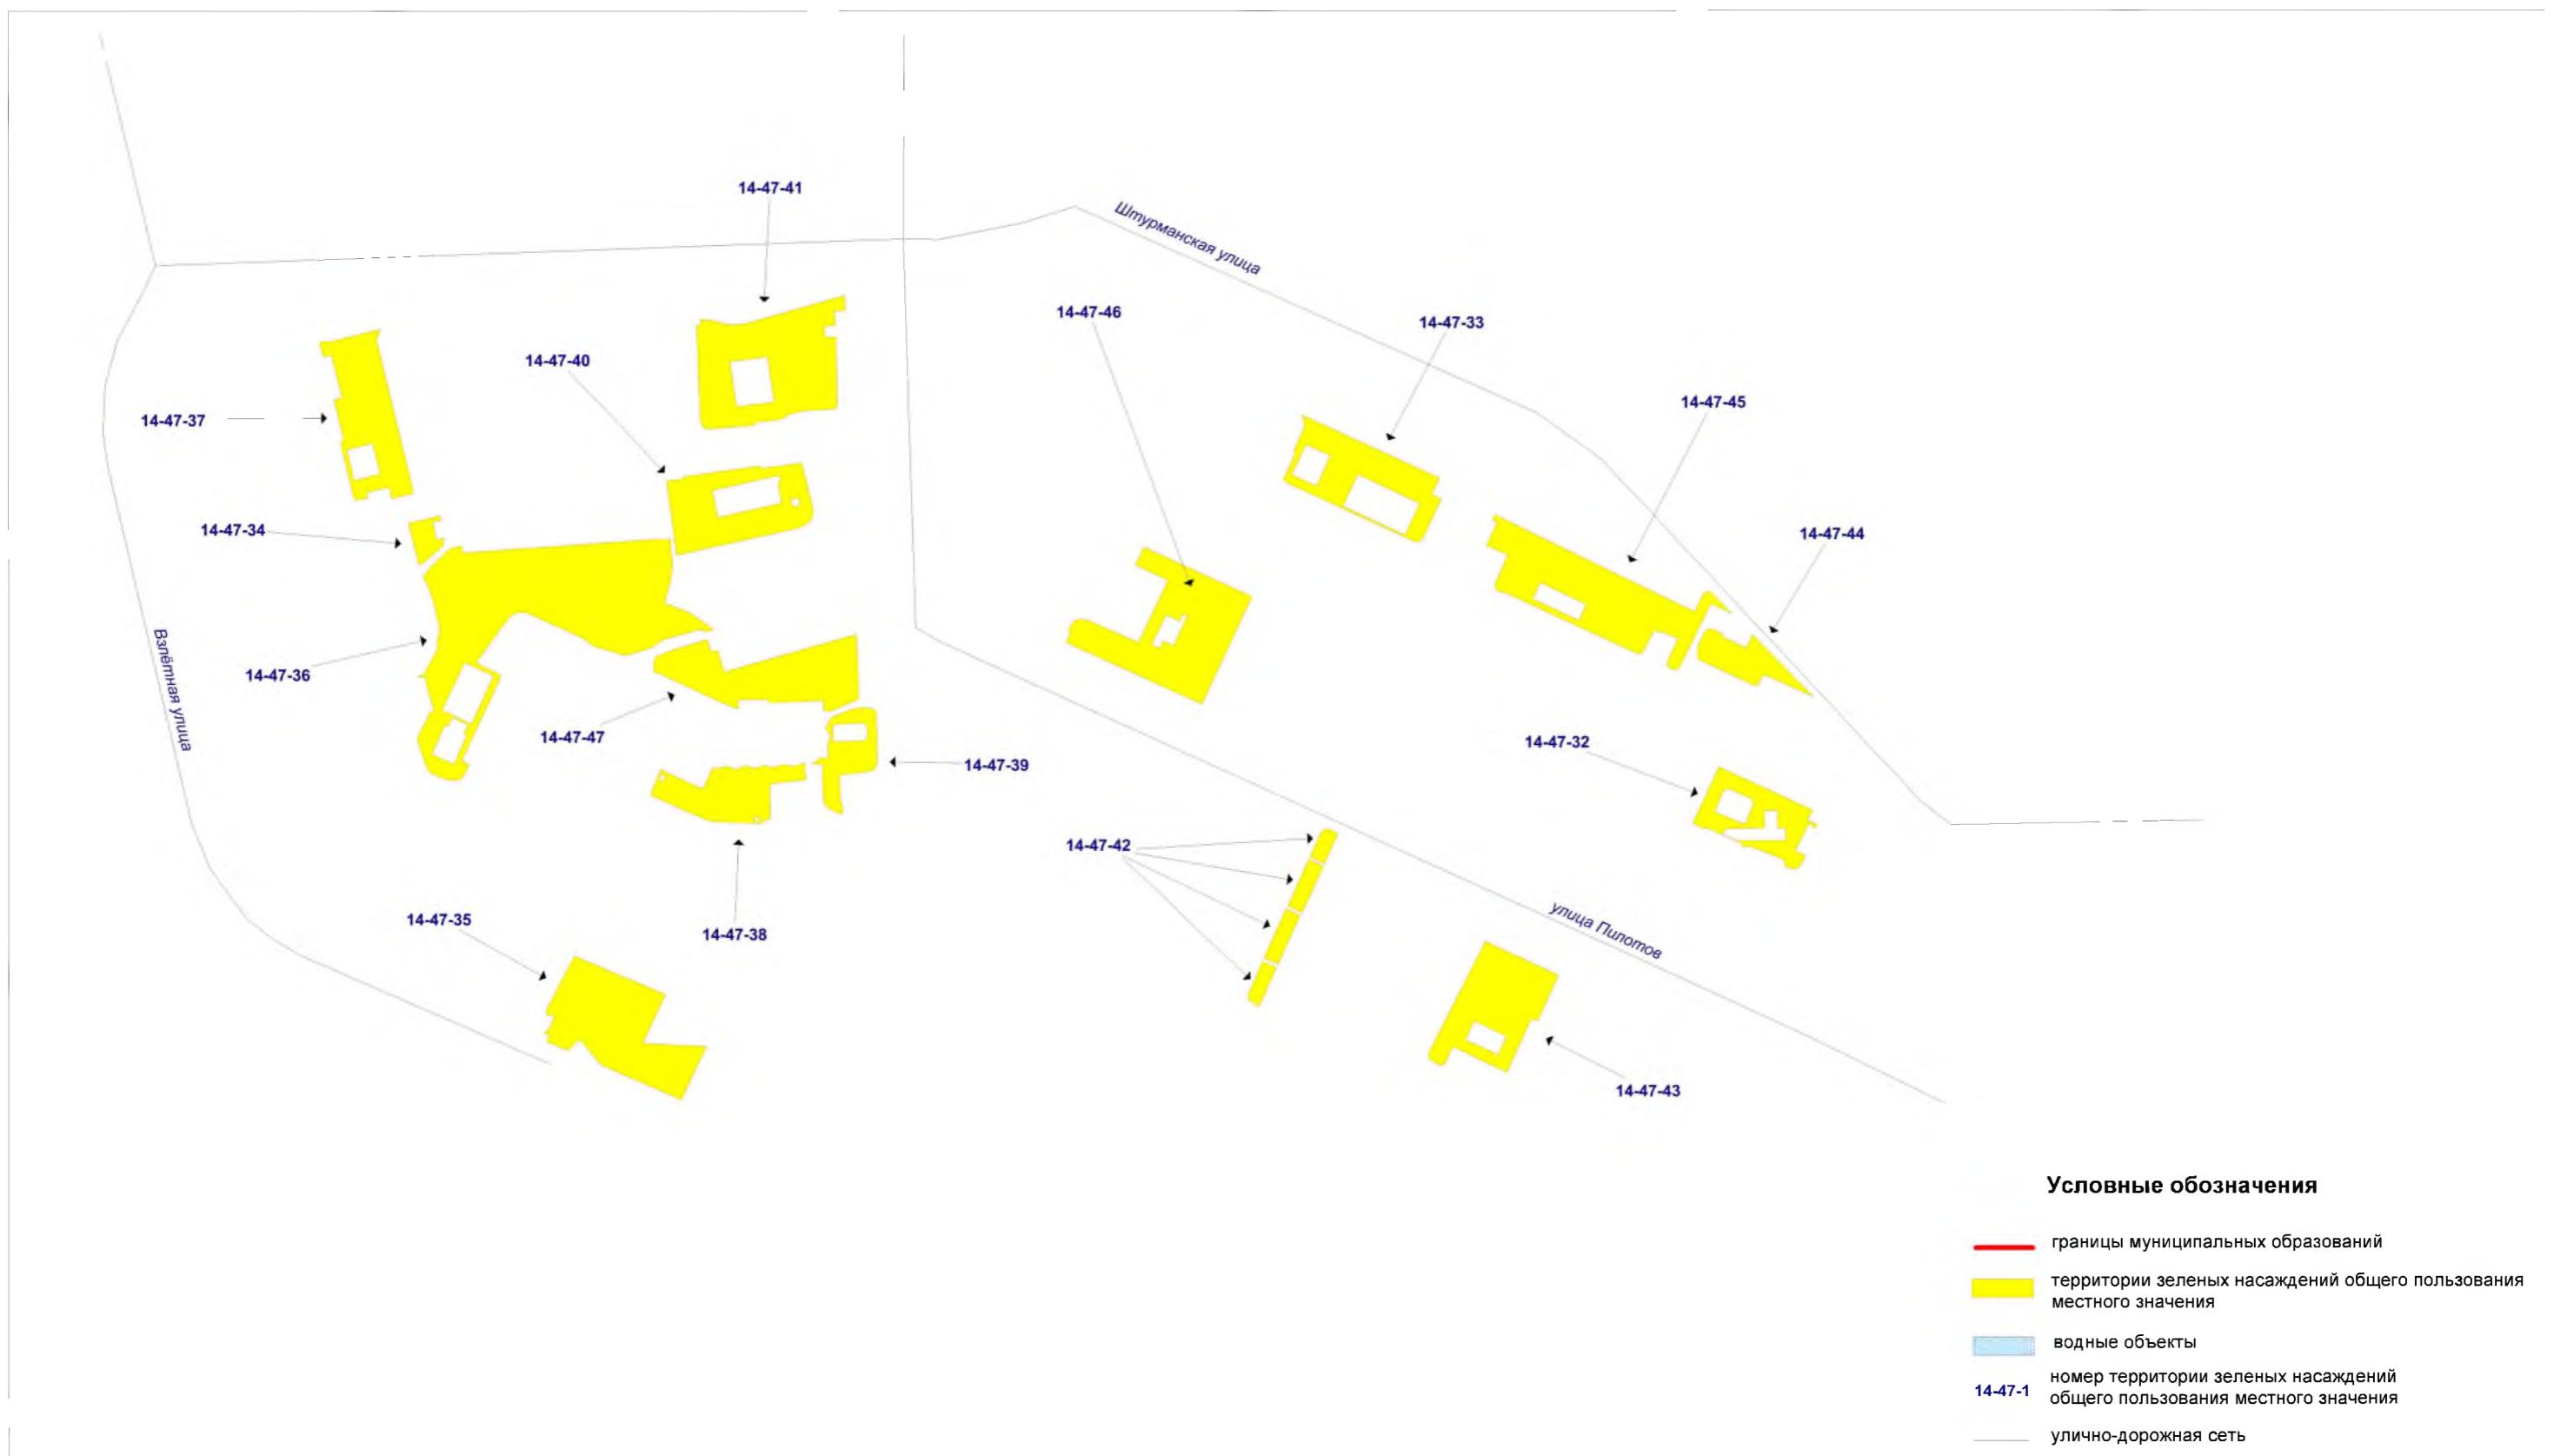 14-47-41
Штурманская улица
14-47-46
14-47-33
14-47-40
14-47-45
14-47-37
14-47-34
14-47-44
Взлётная улица
14-47-36
14-47-47
14-47-32
14-47-39
14-47-42
14-47-35
14-47-38
улица Пилотов
14-47-43
Условные обозначения
границы муниципальных образований
территории зеленых насаждений общего пользования
местного значения
водные объекты
14-47-1
номер территории зеленых насаждений
общего пользования местного значения
улично-дорожная сеть